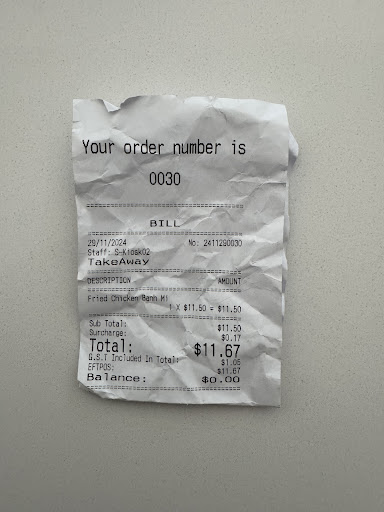 Your order number is
0030
BILL
29/11/2024 No: 2411290030
Staff: S-Kiosk02
TakeAway
DESCRIPTION AMOUNT
Fried Chicken Banh Mi
1 X $11.50 = $11.50
Sub Total: $11.50
Surcharge: $0.17
Total: $11.67
G.S.T Included In Total: $1.06
EFTPOS: $11.67
Balance: $0.00